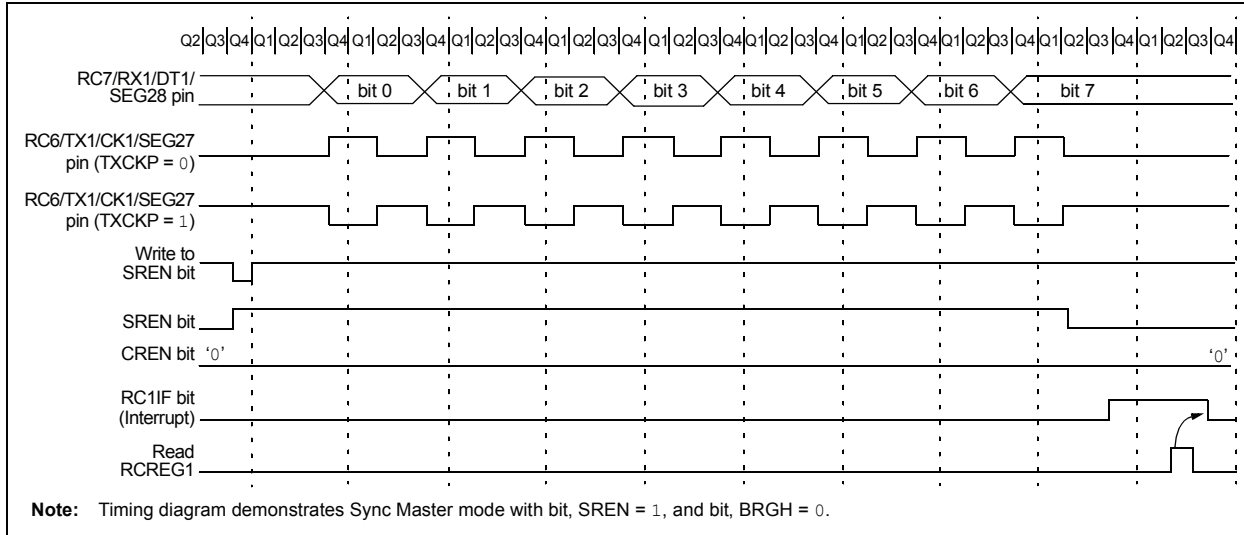 Q2 Q3 Q4 Q1 Q2 Q3 Q4 Q1 Q2 Q3 Q4 Q1 Q2 Q3 Q4 Q1 Q2 Q3 Q4 Q1 Q2 Q3 Q4 Q1 Q2 Q3 Q4 Q1 Q2 Q3 Q4 Q1 Q2 Q3 Q4 Q1 Q2 Q3 Q4 Q1 Q2 Q3 Q4
RC7/RX1/DT1/
SEG28 pin
bit 0 bit 1 bit 2 bit 3 bit 4 bit 5 bit 6 bit 7
RC6/TX1/CK1/SEG27
pin (TXCKP = 0)
RC6/TX1/CK1/SEG27
pin (TXCKP = 1)
Write to
SREN bit
SREN bit
CREN bit '0' '0'
RC1IF bit
(Interrupt)
Read
RCREG1
Note: Timing diagram demonstrates Sync Master mode with bit, SREN = 1, and bit, BRGH = 0.